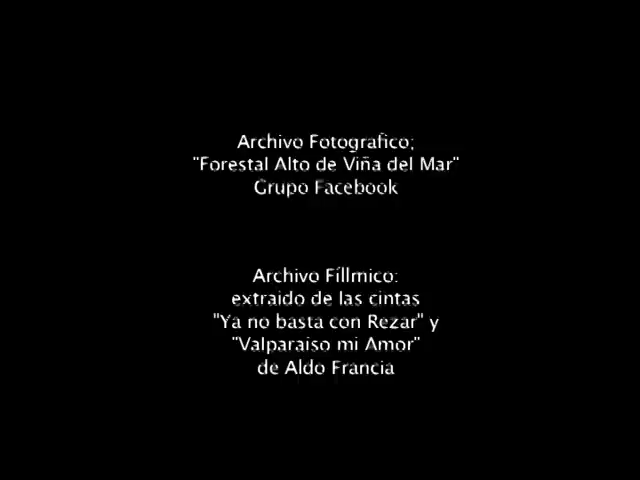 Archivo Fotografico;
"Forestal Alto de Viña del Mar"
Grupo Facebook
Archivo Fíllmico:
extraido de las cintas
"Ya no basta con Rezar" y
"Valparaiso mi Amor"
de Aldo Francia